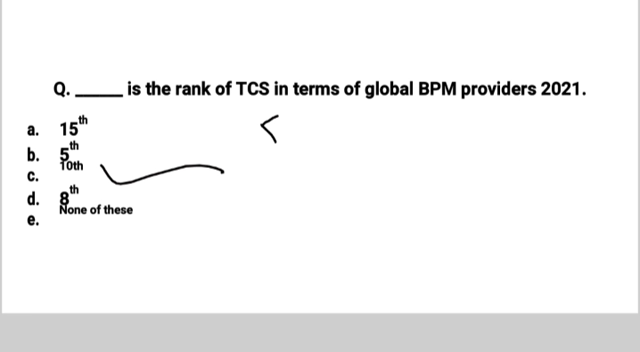 Q. _____ is the rank of TCS in terms of global BPM providers 2021.
a. 15th
b. 5th
c. 10th
d. 8th
e. None of these